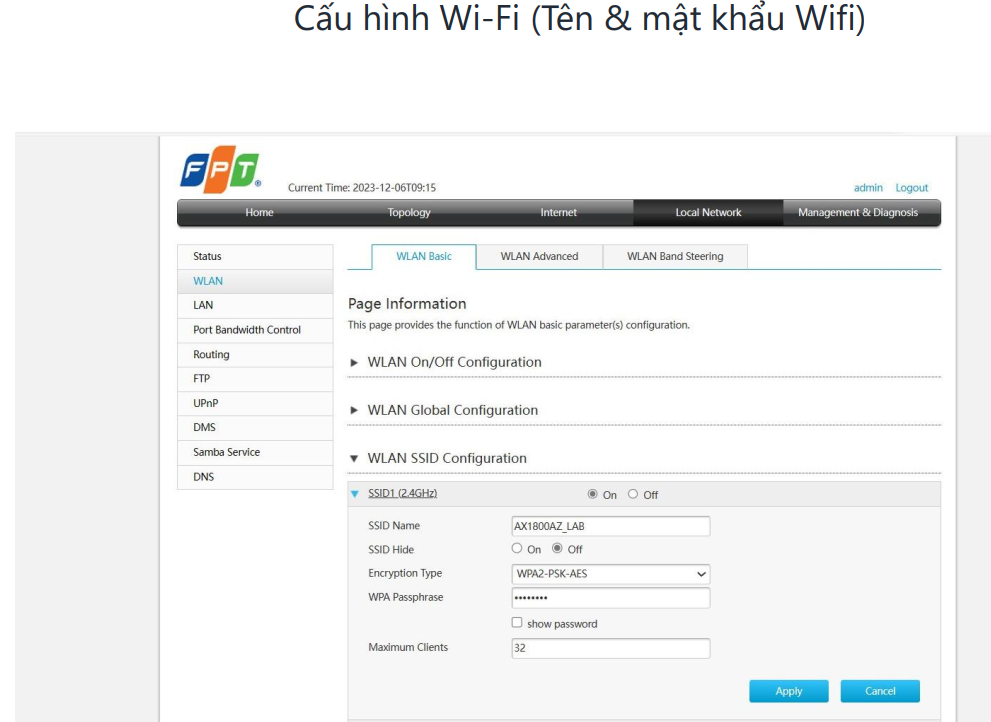 Cấu hình Wi-Fi (Tên & mật khẩu Wifi)
FPT
Current Time: 2023-12-06T09:15
admin Logout
Home Topology Internet Local Network Management & Diagnosis
Status
WLAN
LAN
Port Bandwidth Control
Routing
FTP
UPnP
DMS
Samba Service
DNS
WLAN Basic WLAN Advanced WLAN Band Steering
Page Information
This page provides the function of WLAN basic parameter(s) configuration.
WLAN On/Off Configuration
WLAN Global Configuration
WLAN SSID Configuration
SSID1 (2.4GHz) On Off
SSID Name AX1800AZ_LAB
SSID Hide On Off
Encryption Type WPA2-PSK-AES
WPA Passphrase ••••••••
show password
Maximum Clients 32
Apply Cancel